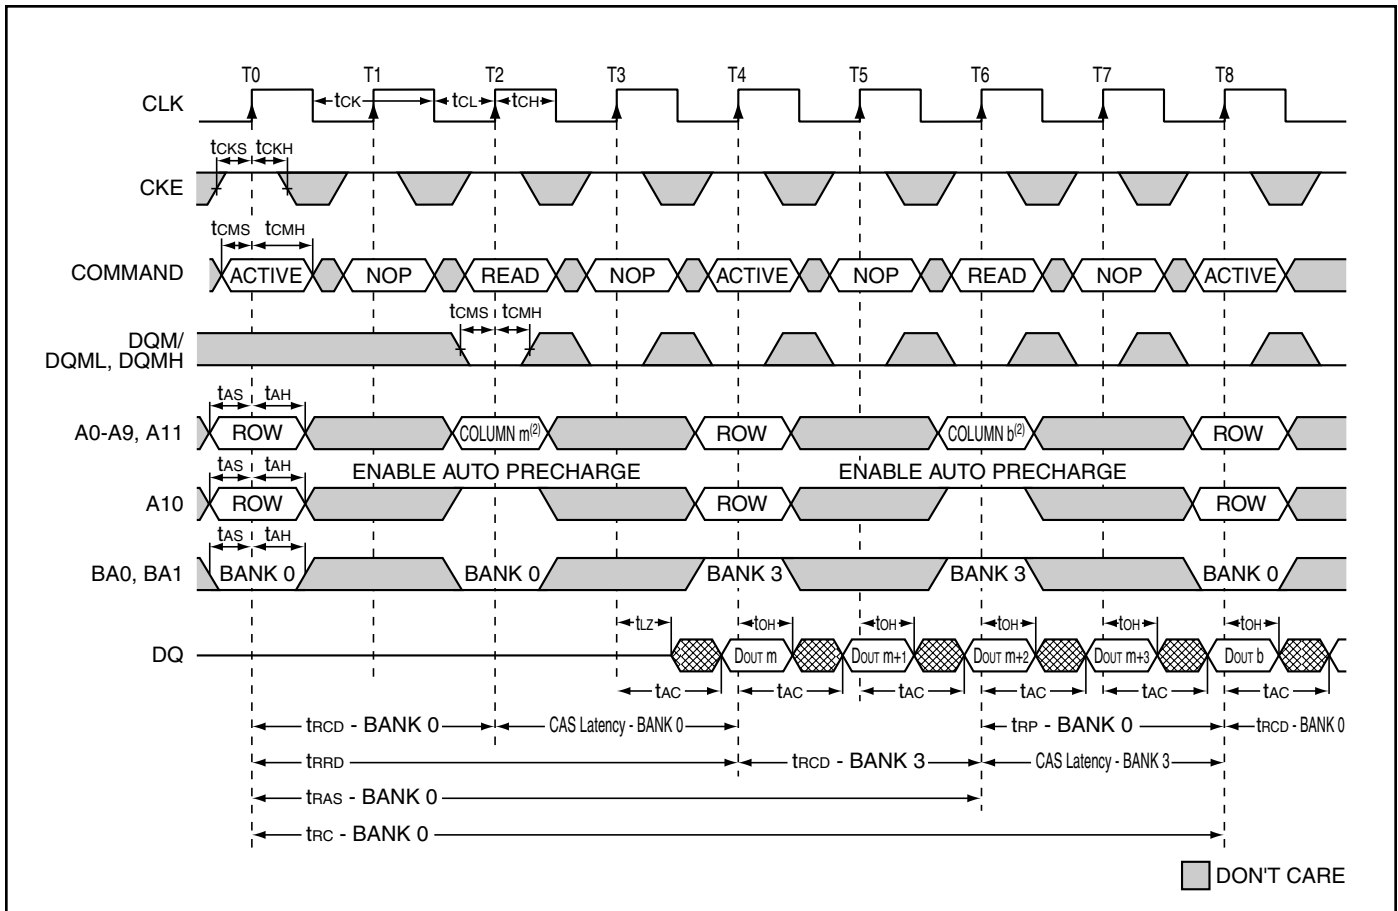 T0 T1 T2 T3 T4 T5 T6 T7 T8
CLK tCK tCL tCH
tCKS tCKH
CKE
tCMS tCMH
COMMAND ACTIVE NOP READ NOP ACTIVE NOP READ NOP ACTIVE
tCMS tCMH
DQM/
DQML, DQMH
tAS tAH
A0-A9, A11 ROW COLUMN m(2) ROW COLUMN b(2) ROW
tAS tAH ENABLE AUTO PRECHARGE ENABLE AUTO PRECHARGE
A10 ROW ROW ROW
tAS tAH
BA0, BA1 BANK 0 BANK 0 BANK 3 BANK 3 BANK 0
tLZ tOH tOH tOH tOH tOH
DQ DOUT m DOUT m+1 DOUT m+2 DOUT m+3 DOUT b
tAC tAC tAC tAC tAC tAC
tRCD - BANK 0 CAS Latency - BANK 0 tRP - BANK 0 tRCD - BANK 0
tRRD tRCD - BANK 3 CAS Latency - BANK 3
tRAS - BANK 0
tRC - BANK 0
DON'T CARE